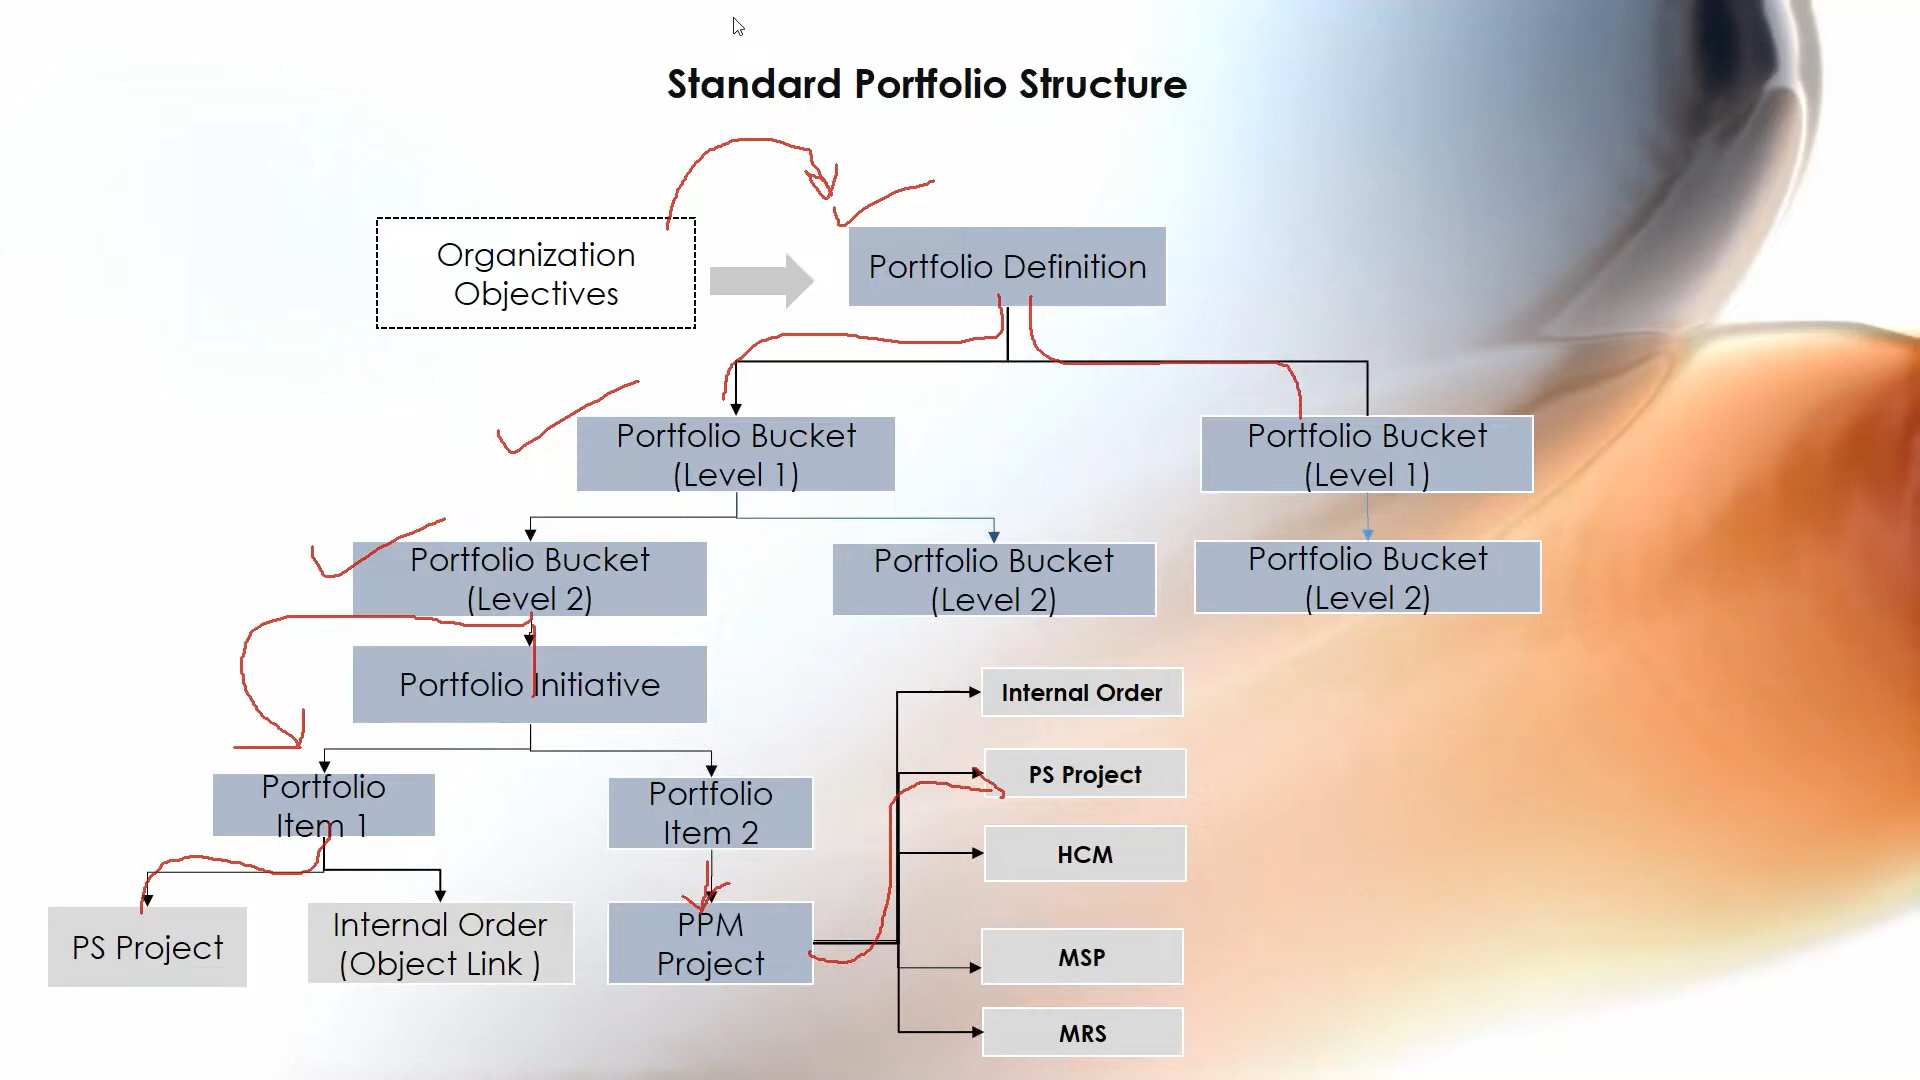 Standard Portfolio Structure
Organization
Objectives
Portfolio Definition
Portfolio Bucket
(Level 1)
Portfolio Bucket
(Level 1)
Portfolio Bucket
(Level 2)
Portfolio Bucket
(Level 2)
Portfolio Bucket
(Level 2)
Portfolio Initiative
Internal Order
PS Project
HCM
MSP
MRS
Portfolio
Item 1
Portfolio
Item 2
PS Project
Internal Order
(Object Link )
PPM
Project